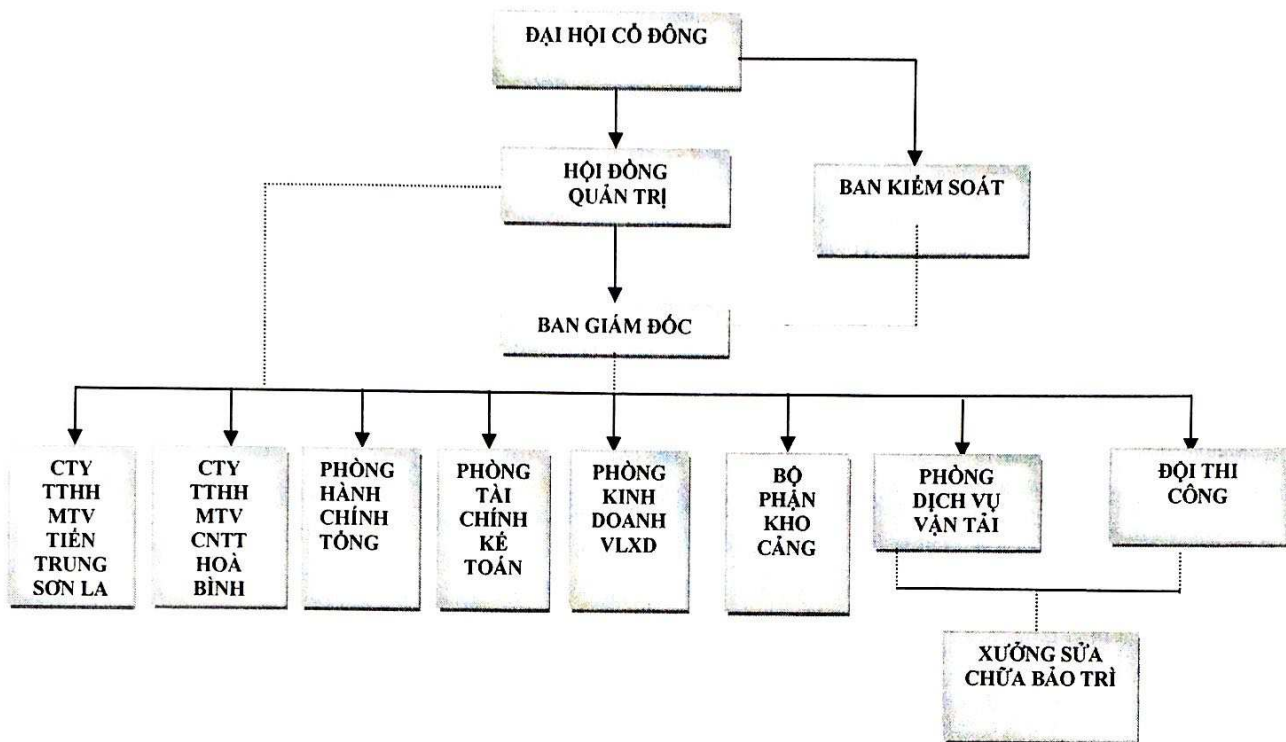 ĐẠI HỘI CỔ ĐÔNG
HỘI ĐỒNG
QUẢN TRỊ
BAN KIỂM SOÁT
BAN GIÁM ĐỐC
CTY
TTHH
MTV
TIẾN
TRUNG
SƠN LA
CTY
TTHH
MTV
CNTT
HOÀ
BÌNH
PHÒNG
HÀNH
CHÍNH
TỔNG
PHÒNG
TÀI
CHÍNH
KẾ
TOÁN
PHÒNG
KINH
DOANH
VLXD
BỘ
PHẬN
KHO
CẢNG
PHÒNG
DỊCH VỤ
VẬN TẢI
ĐỘI THI
CÔNG
XƯỞNG SỬA
CHỮA BẢO TRÌ